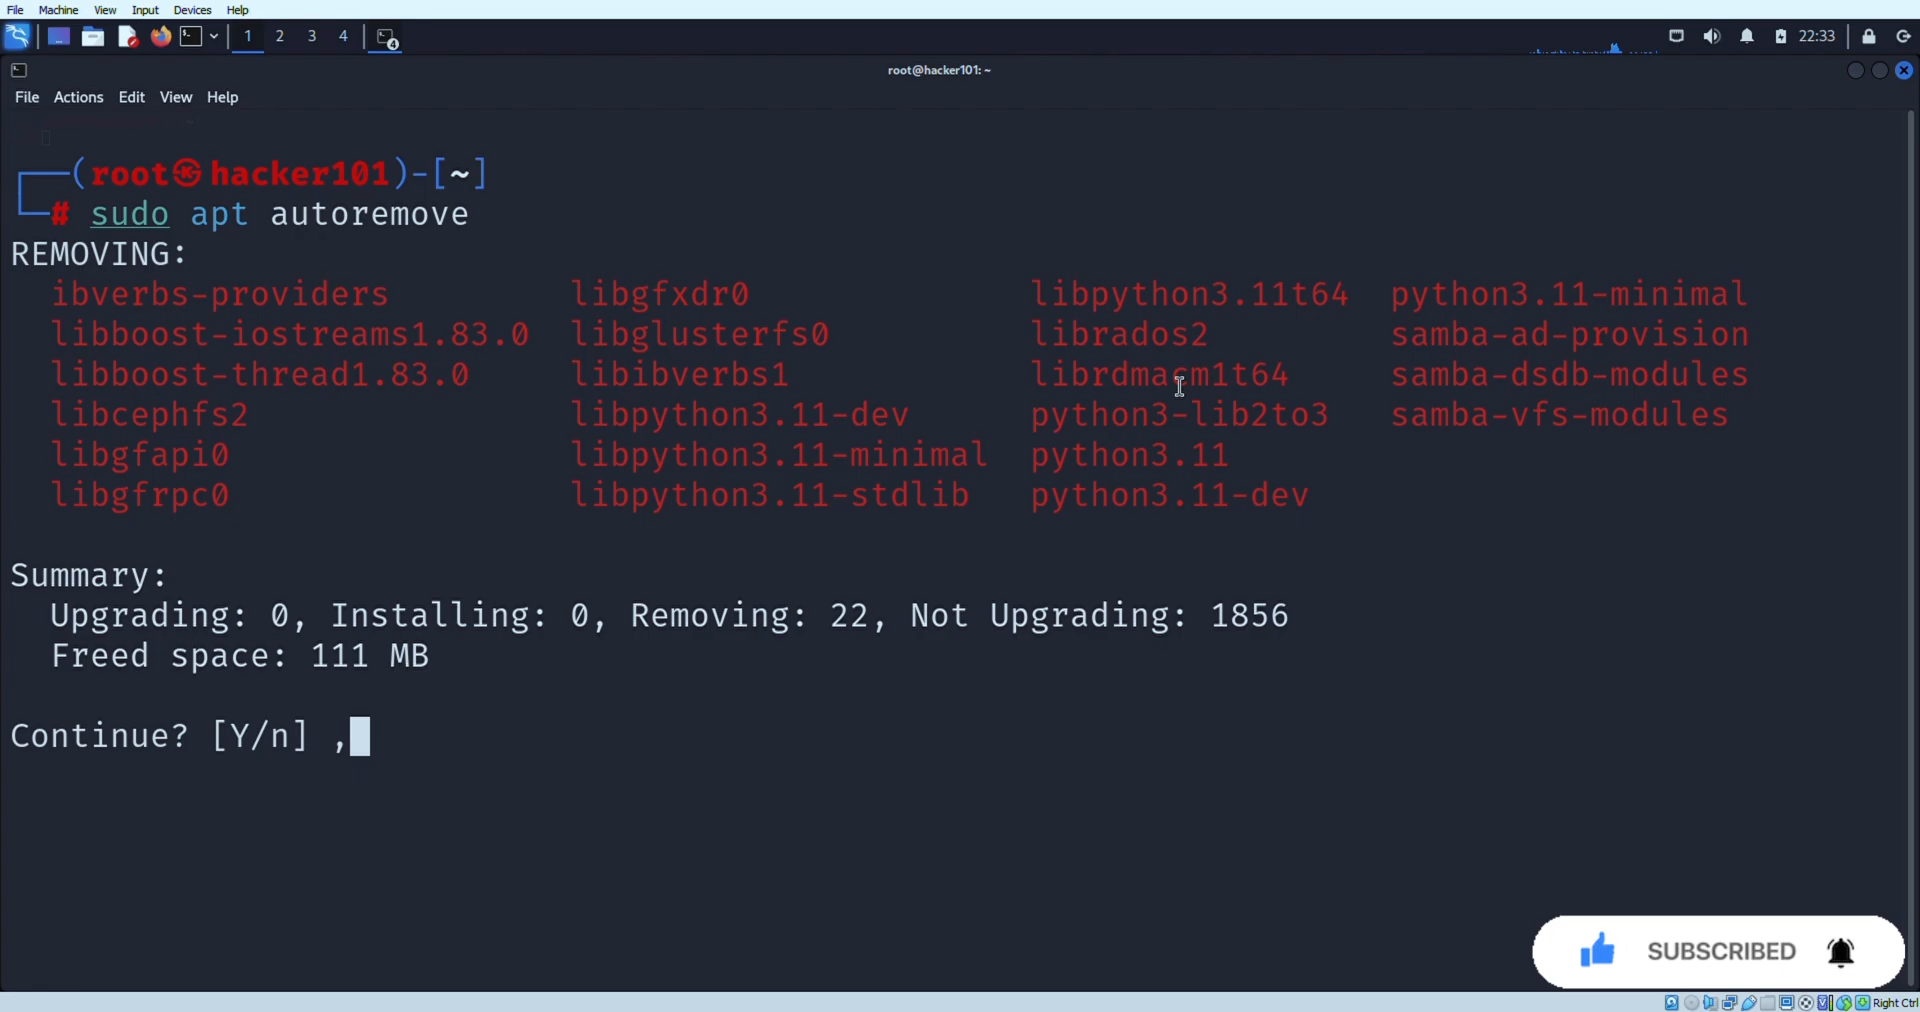 File Machine View Input Devices Help
1 2 3 4 4 22:33
root@hacker101: ~
File Actions Edit View Help
┌──(root㉿hacker101)-[~]
└─# sudo apt autoremove
REMOVING:
ibverbs-providers libgfxdr0 libpython3.11t64 python3.11-minimal
libboost-iostreams1.83.0 libglusterfs0 librados2 samba-ad-provision
libboost-thread1.83.0 libibverbs1 librdmacm1t64 samba-dsdb-modules
libcephfs2 libpython3.11-dev python3-lib2to3 samba-vfs-modules
libgfapi0 libpython3.11-minimal python3.11
libgfrpc0 libpython3.11-stdlib python3.11-dev
Summary:
Upgrading: 0, Installing: 0, Removing: 22, Not Upgrading: 1856
Freed space: 111 MB
Continue? [Y/n] ,
SUBSCRIBED
Right Ctrl